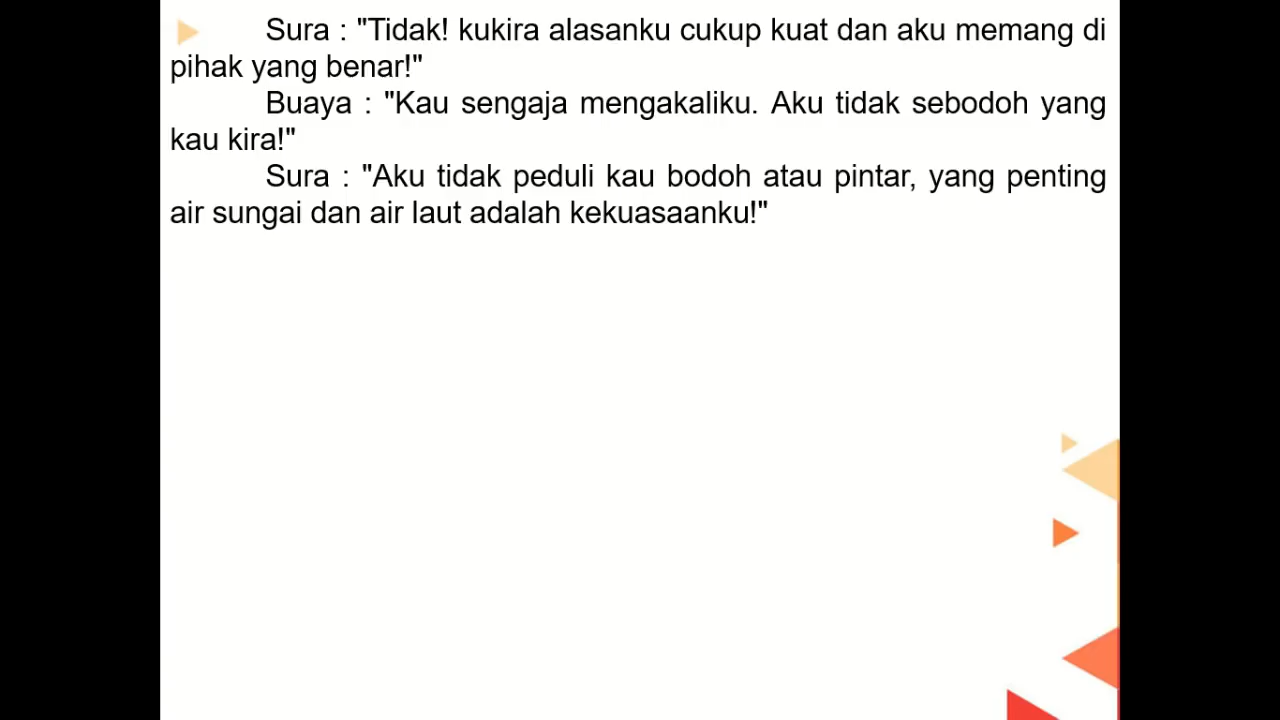 Sura : "Tidak! kukira alasanku cukup kuat dan aku memang di
pihak yang benar!"
Buaya : "Kau sengaja mengakaliku. Aku tidak sebodoh yang
kau kira!"
Sura : "Aku tidak peduli kau bodoh atau pintar, yang penting
air sungai dan air laut adalah kekuasaanku!"